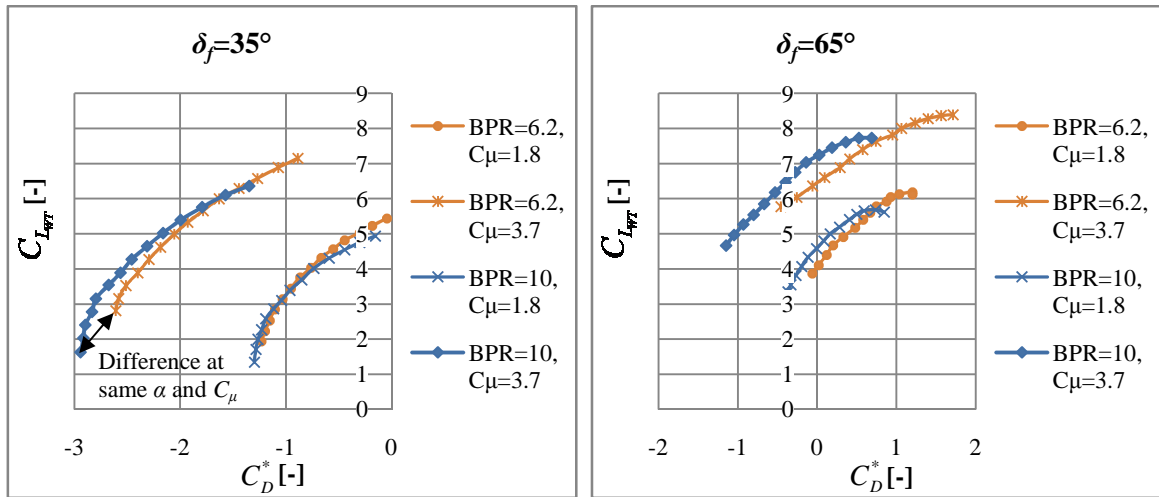 δf=35°
9
8
7
6
5
4
3
2
1
0
-3 -2 -1 0
C_LWT [-]
C*_D [-]
Difference at
same α and Cμ
BPR=6.2,
Cμ=1.8
BPR=6.2,
Cμ=3.7
BPR=10,
Cμ=1.8
BPR=10,
Cμ=3.7
δf=65°
9
8
7
6
5
4
3
2
1
0
-2 -1 0 1 2
C_LWT [-]
C*_D [-]
BPR=6.2,
Cμ=1.8
BPR=6.2,
Cμ=3.7
BPR=10,
Cμ=1.8
BPR=10,
Cμ=3.7